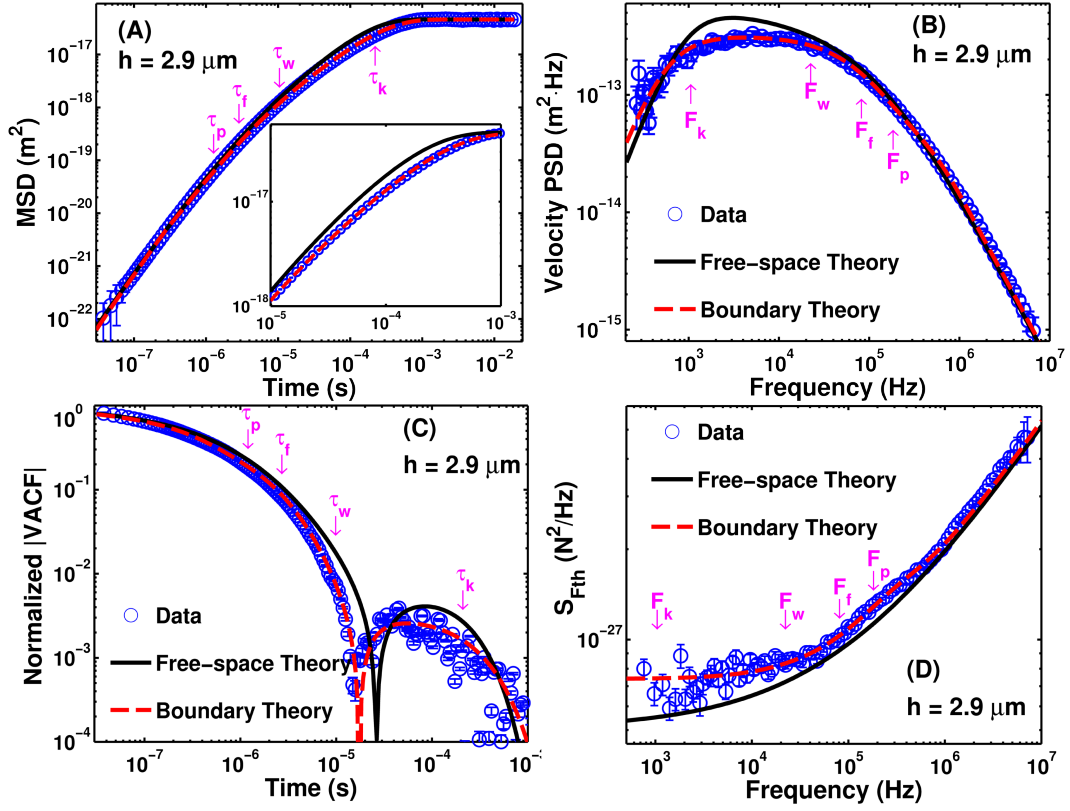 (A)
h = 2.9 μm
τp
τf
τw
τk
MSD (m²)
10⁻¹⁷
10⁻¹⁸
10⁻¹⁹
10⁻²⁰
10⁻²¹
10⁻²²
10⁻¹⁷
10⁻¹⁸
10⁻⁵ 10⁻⁴ 10⁻³
10⁻⁷ 10⁻⁶ 10⁻⁵ 10⁻⁴ 10⁻³ 10⁻²
Time (s)
(B)
h = 2.9 μm
Fk
Fw
Ff
Fp
Velocity PSD (m²·Hz)
10⁻¹³
10⁻¹⁴
10⁻¹⁵
Data
Free−space Theory
Boundary Theory
10³ 10⁴ 10⁵ 10⁶ 10⁷
Frequency (Hz)
(C)
h = 2.9 μm
τp
τf
τw
τk
Normalized |VACF|
10⁰
10⁻¹
10⁻²
10⁻³
10⁻⁴
Data
Free−space Theory
Boundary Theory
10⁻⁷ 10⁻⁶ 10⁻⁵ 10⁻⁴
Time (s)
Data
Free−space Theory
Boundary Theory
Fk
Fw
Ff
Fp
S_Fth (N²/Hz)
10⁻²⁷
(D)
h = 2.9 μm
10³ 10⁴ 10⁵ 10⁶ 10⁷
Frequency (Hz)